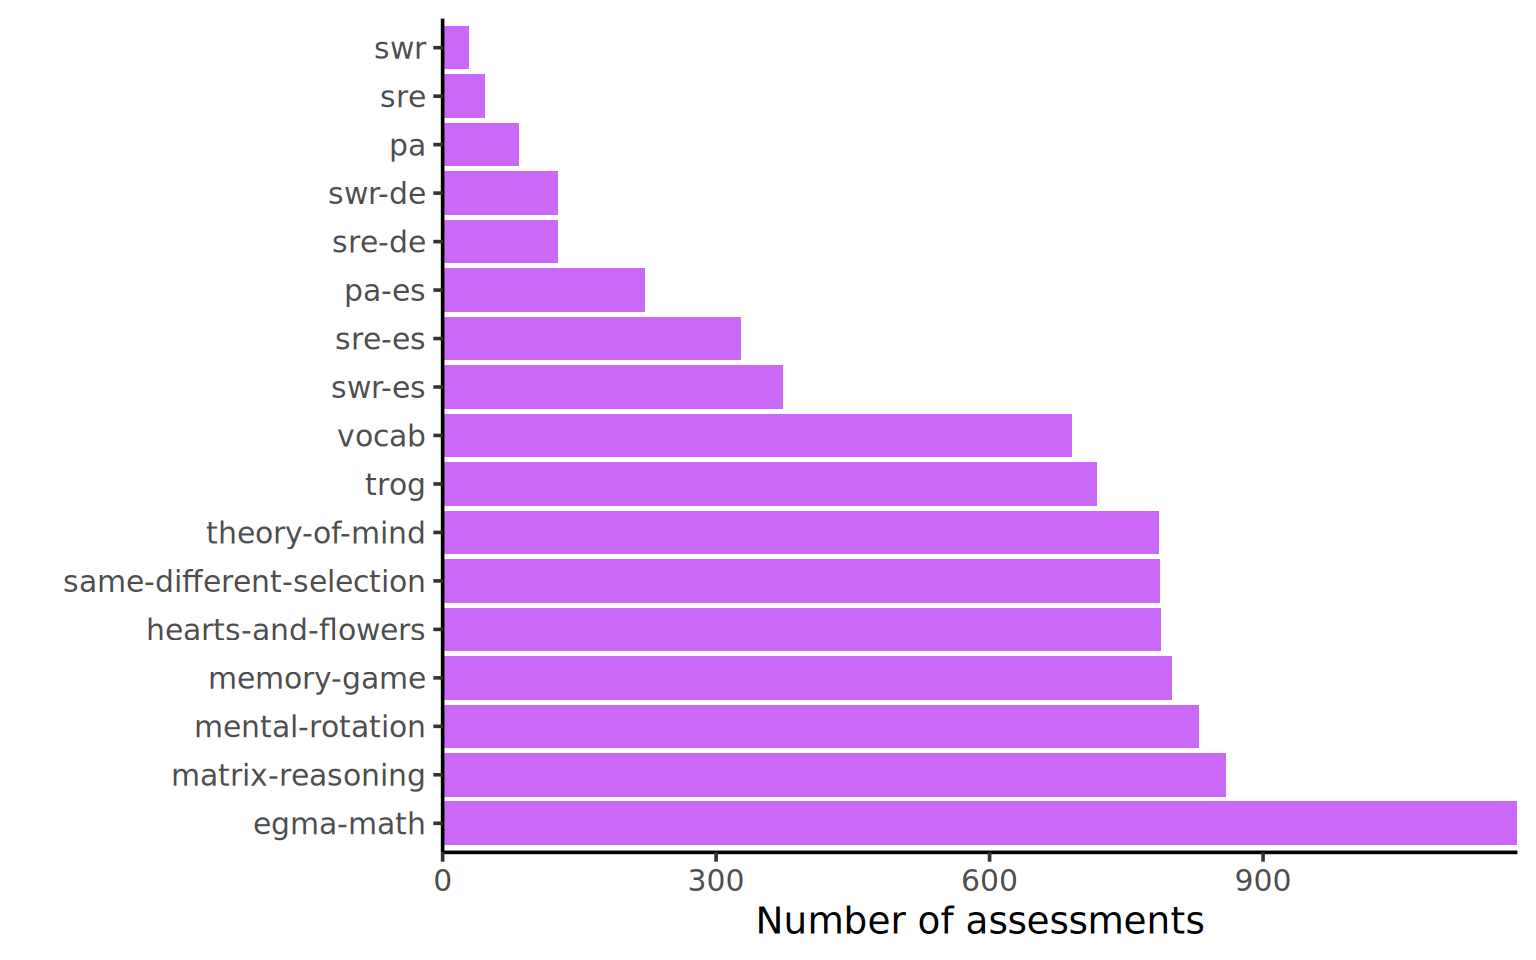 swr
sre
pa
swr-de
sre-de
pa-es
sre-es
swr-es
vocab
trog
theory-of-mind
same-different-selection
hearts-and-flowers
memory-game
mental-rotation
matrix-reasoning
egma-math
0 300 600 900
Number of assessments